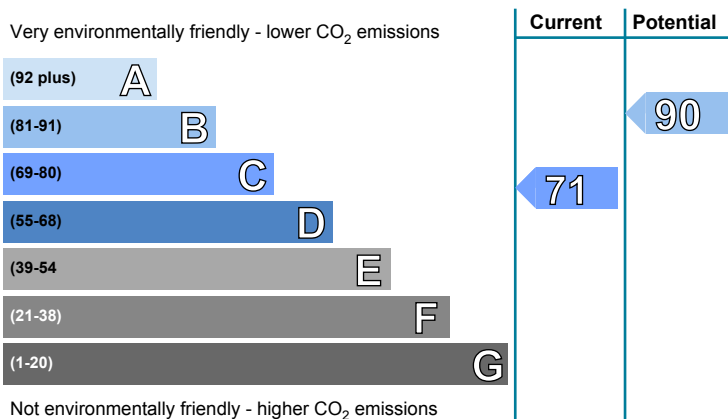 Very environmentally friendly - lower CO₂ emissions
Current
Potential
(92 plus) A
(81-91) B
90
(69-80) C
71
(55-68) D
(39-54 E
(21-38) F
(1-20) G
Not environmentally friendly - higher CO₂ emissions